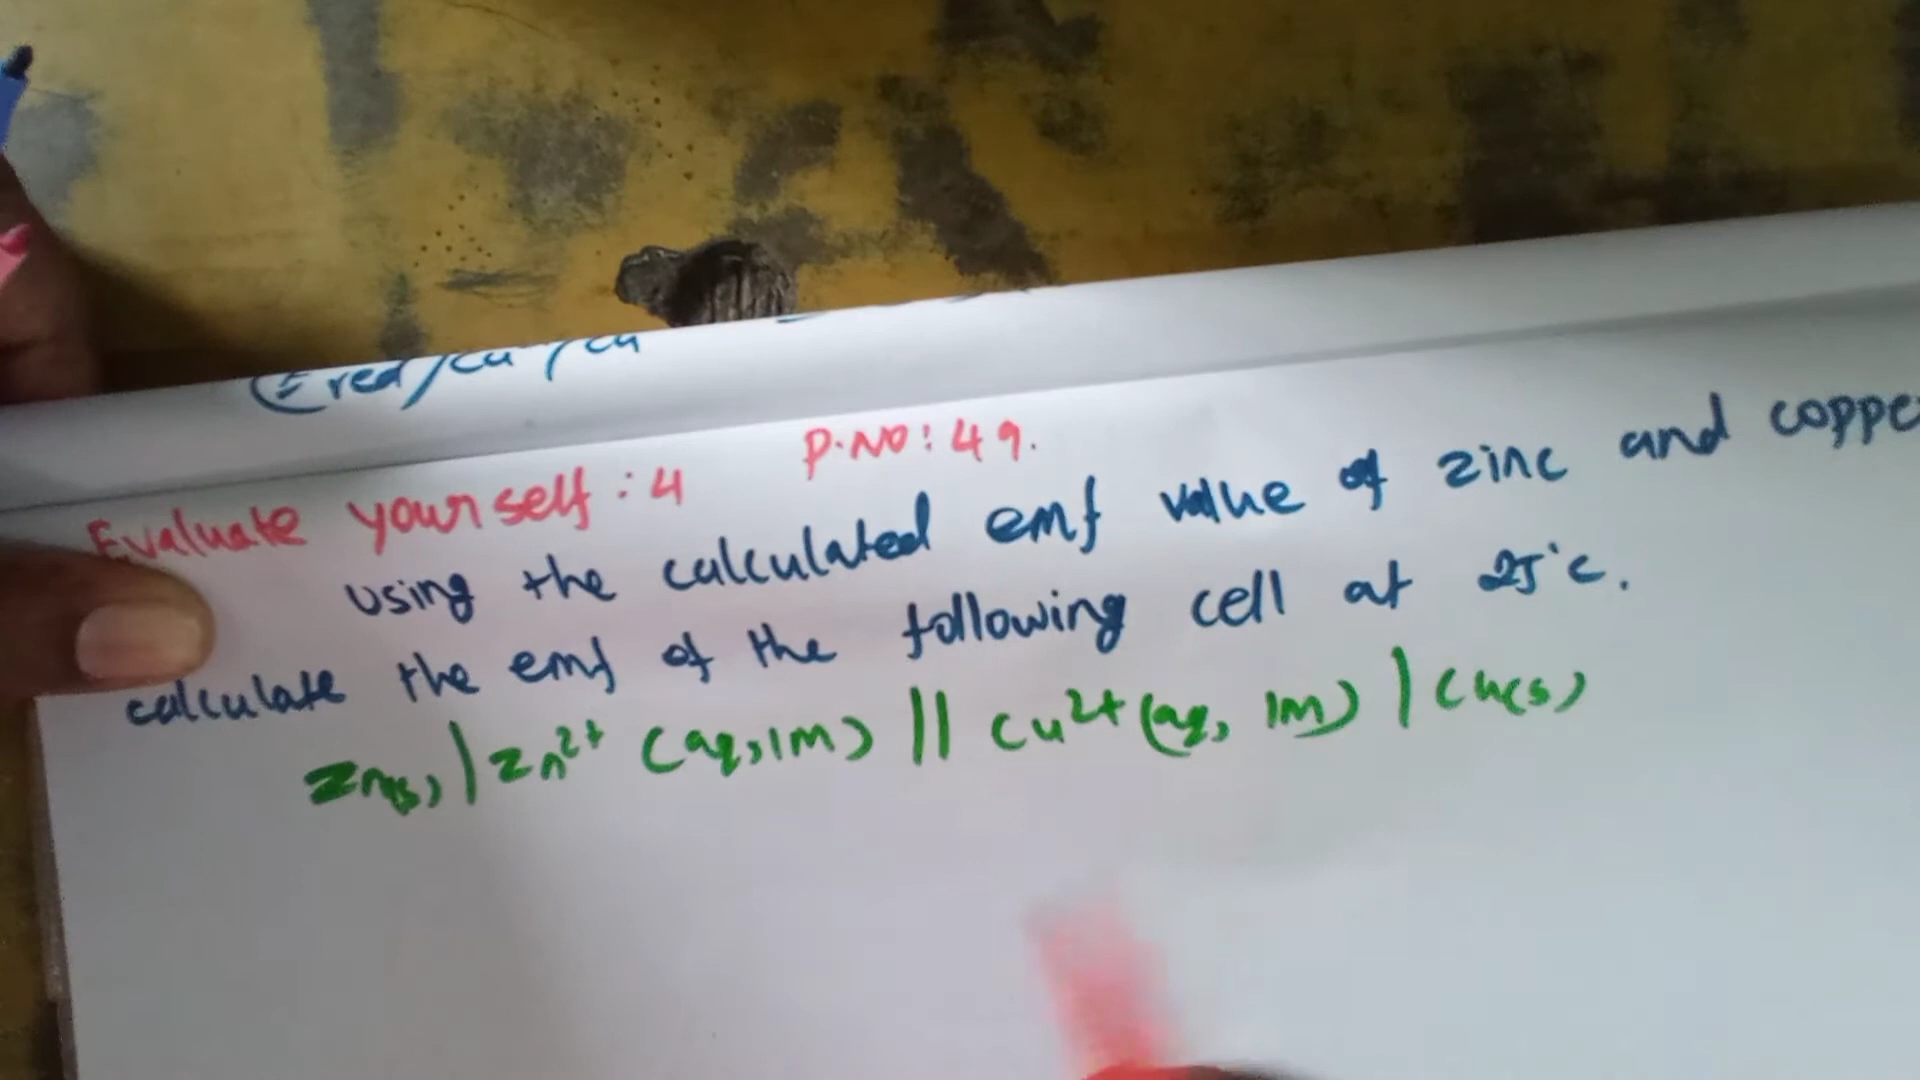 Evaluate yourself : 4 P.NO: 49.
using the calculated emf value of zinc and coppe
calculate the emf of the following cell at 25°c.
Zn(s) | Zn²⁺ (aq, 1M) || Cu²⁺ (aq, 1M) | Cu(s)